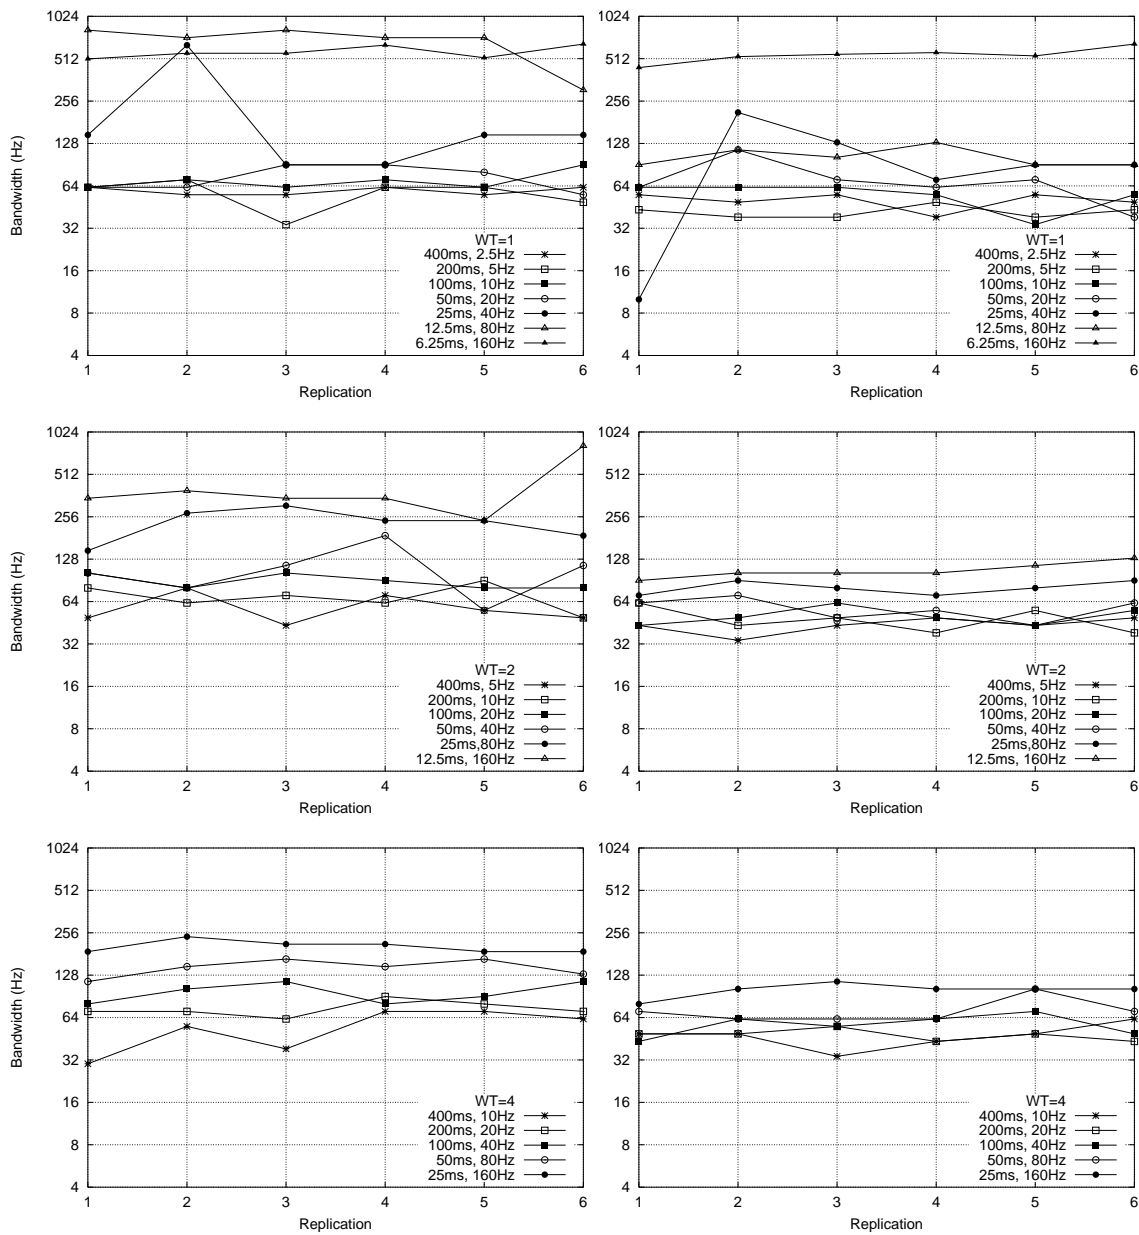 1024
512
256
128
64
32
16
8
4
Bandwidth (Hz)
WT=1
400ms, 2.5Hz
200ms, 5Hz
100ms, 10Hz
50ms, 20Hz
25ms, 40Hz
12.5ms, 80Hz
6.25ms, 160Hz
1 2 3 4 5 6
Replication
1024
512
256
128
64
32
16
8
4
WT=1
400ms, 2.5Hz
200ms, 5Hz
100ms, 10Hz
50ms, 20Hz
25ms, 40Hz
12.5ms, 80Hz
6.25ms, 160Hz
1 2 3 4 5 6
Replication
1024
512
256
128
64
32
16
8
4
Bandwidth (Hz)
WT=2
400ms, 5Hz
200ms, 10Hz
100ms, 20Hz
50ms, 40Hz
25ms,80Hz
12.5ms, 160Hz
1 2 3 4 5 6
Replication
1024
512
256
128
64
32
16
8
4
WT=2
400ms, 5Hz
200ms, 10Hz
100ms, 20Hz
50ms, 40Hz
25ms,80Hz
12.5ms, 160Hz
1 2 3 4 5 6
Replication
1024
512
256
128
64
32
16
8
4
Bandwidth (Hz)
WT=4
400ms, 10Hz
200ms, 20Hz
100ms, 40Hz
50ms, 80Hz
25ms, 160Hz
1 2 3 4 5 6
Replication
1024
512
256
128
64
32
16
8
4
WT=4
400ms, 10Hz
200ms, 20Hz
100ms, 40Hz
50ms, 80Hz
25ms, 160Hz
1 2 3 4 5 6
Replication